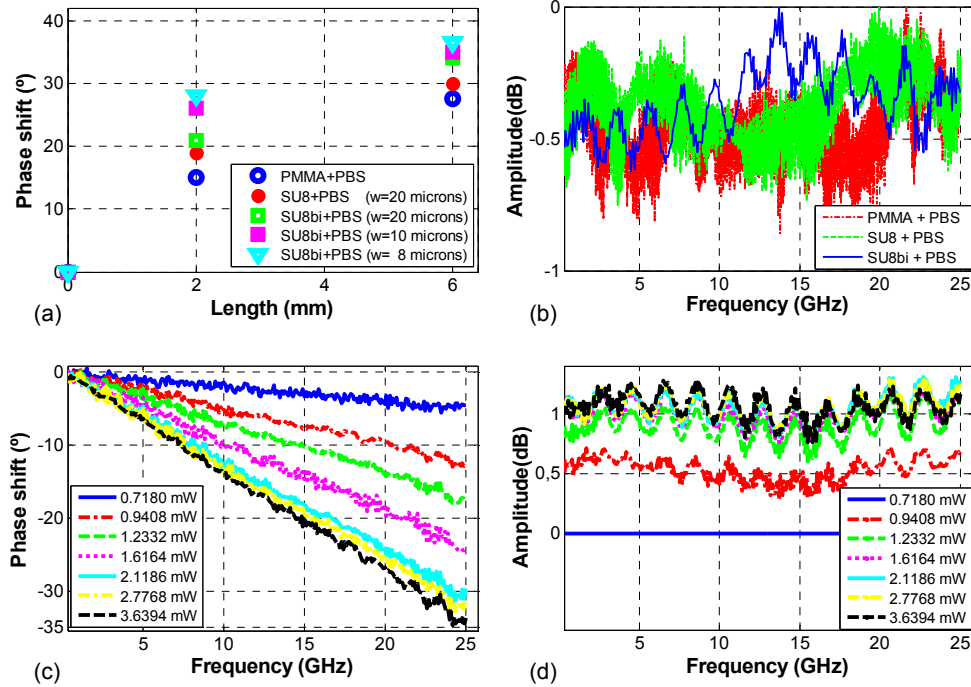 40
30
20
10
0
0
2
4
6
Phase shift (º)
Length (mm)
PMMA+PBS
SU8+PBS (w=20 microns)
SU8bi+PBS (w=20 microns)
SU8bi+PBS (w=10 microns)
SU8bi+PBS (w= 8 microns)
(a)
0
-0.5
-1
5
10
15
20
25
Amplitude(dB)
Frequency (GHz)
PMMA + PBS
SU8 + PBS
SU8bi + PBS
(b)
0
-5
-10
-15
-20
-25
-30
-35
5
10
15
20
25
Phase shift (º)
Frequency (GHz)
0.7180 mW
0.9408 mW
1.2332 mW
1.6164 mW
2.1186 mW
2.7768 mW
3.6394 mW
(c)
1
0,5
0
5
10
15
20
25
Amplitude(dB)
Frequency (GHz)
0.7180 mW
0.9408 mW
1.2332 mW
1.6164 mW
2.1186 mW
2.7768 mW
3.6394 mW
(d)